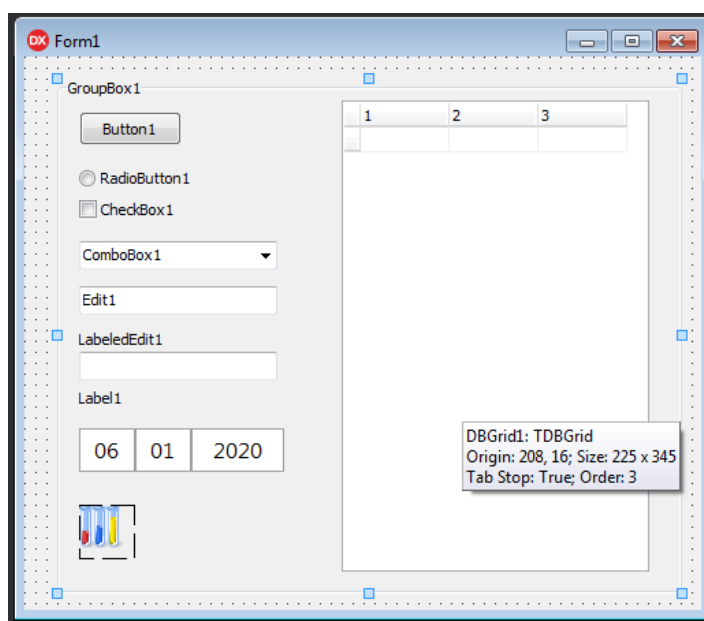 DX Form1
GroupBox1
Button1
RadioButton1
CheckBox1
ComboBox1
Edit1
LabeledEdit1
Label1
06 01 2020
1 2 3
DBGrid1: TDBGrid
Origin: 208, 16; Size: 225 x 345
Tab Stop: True; Order: 3